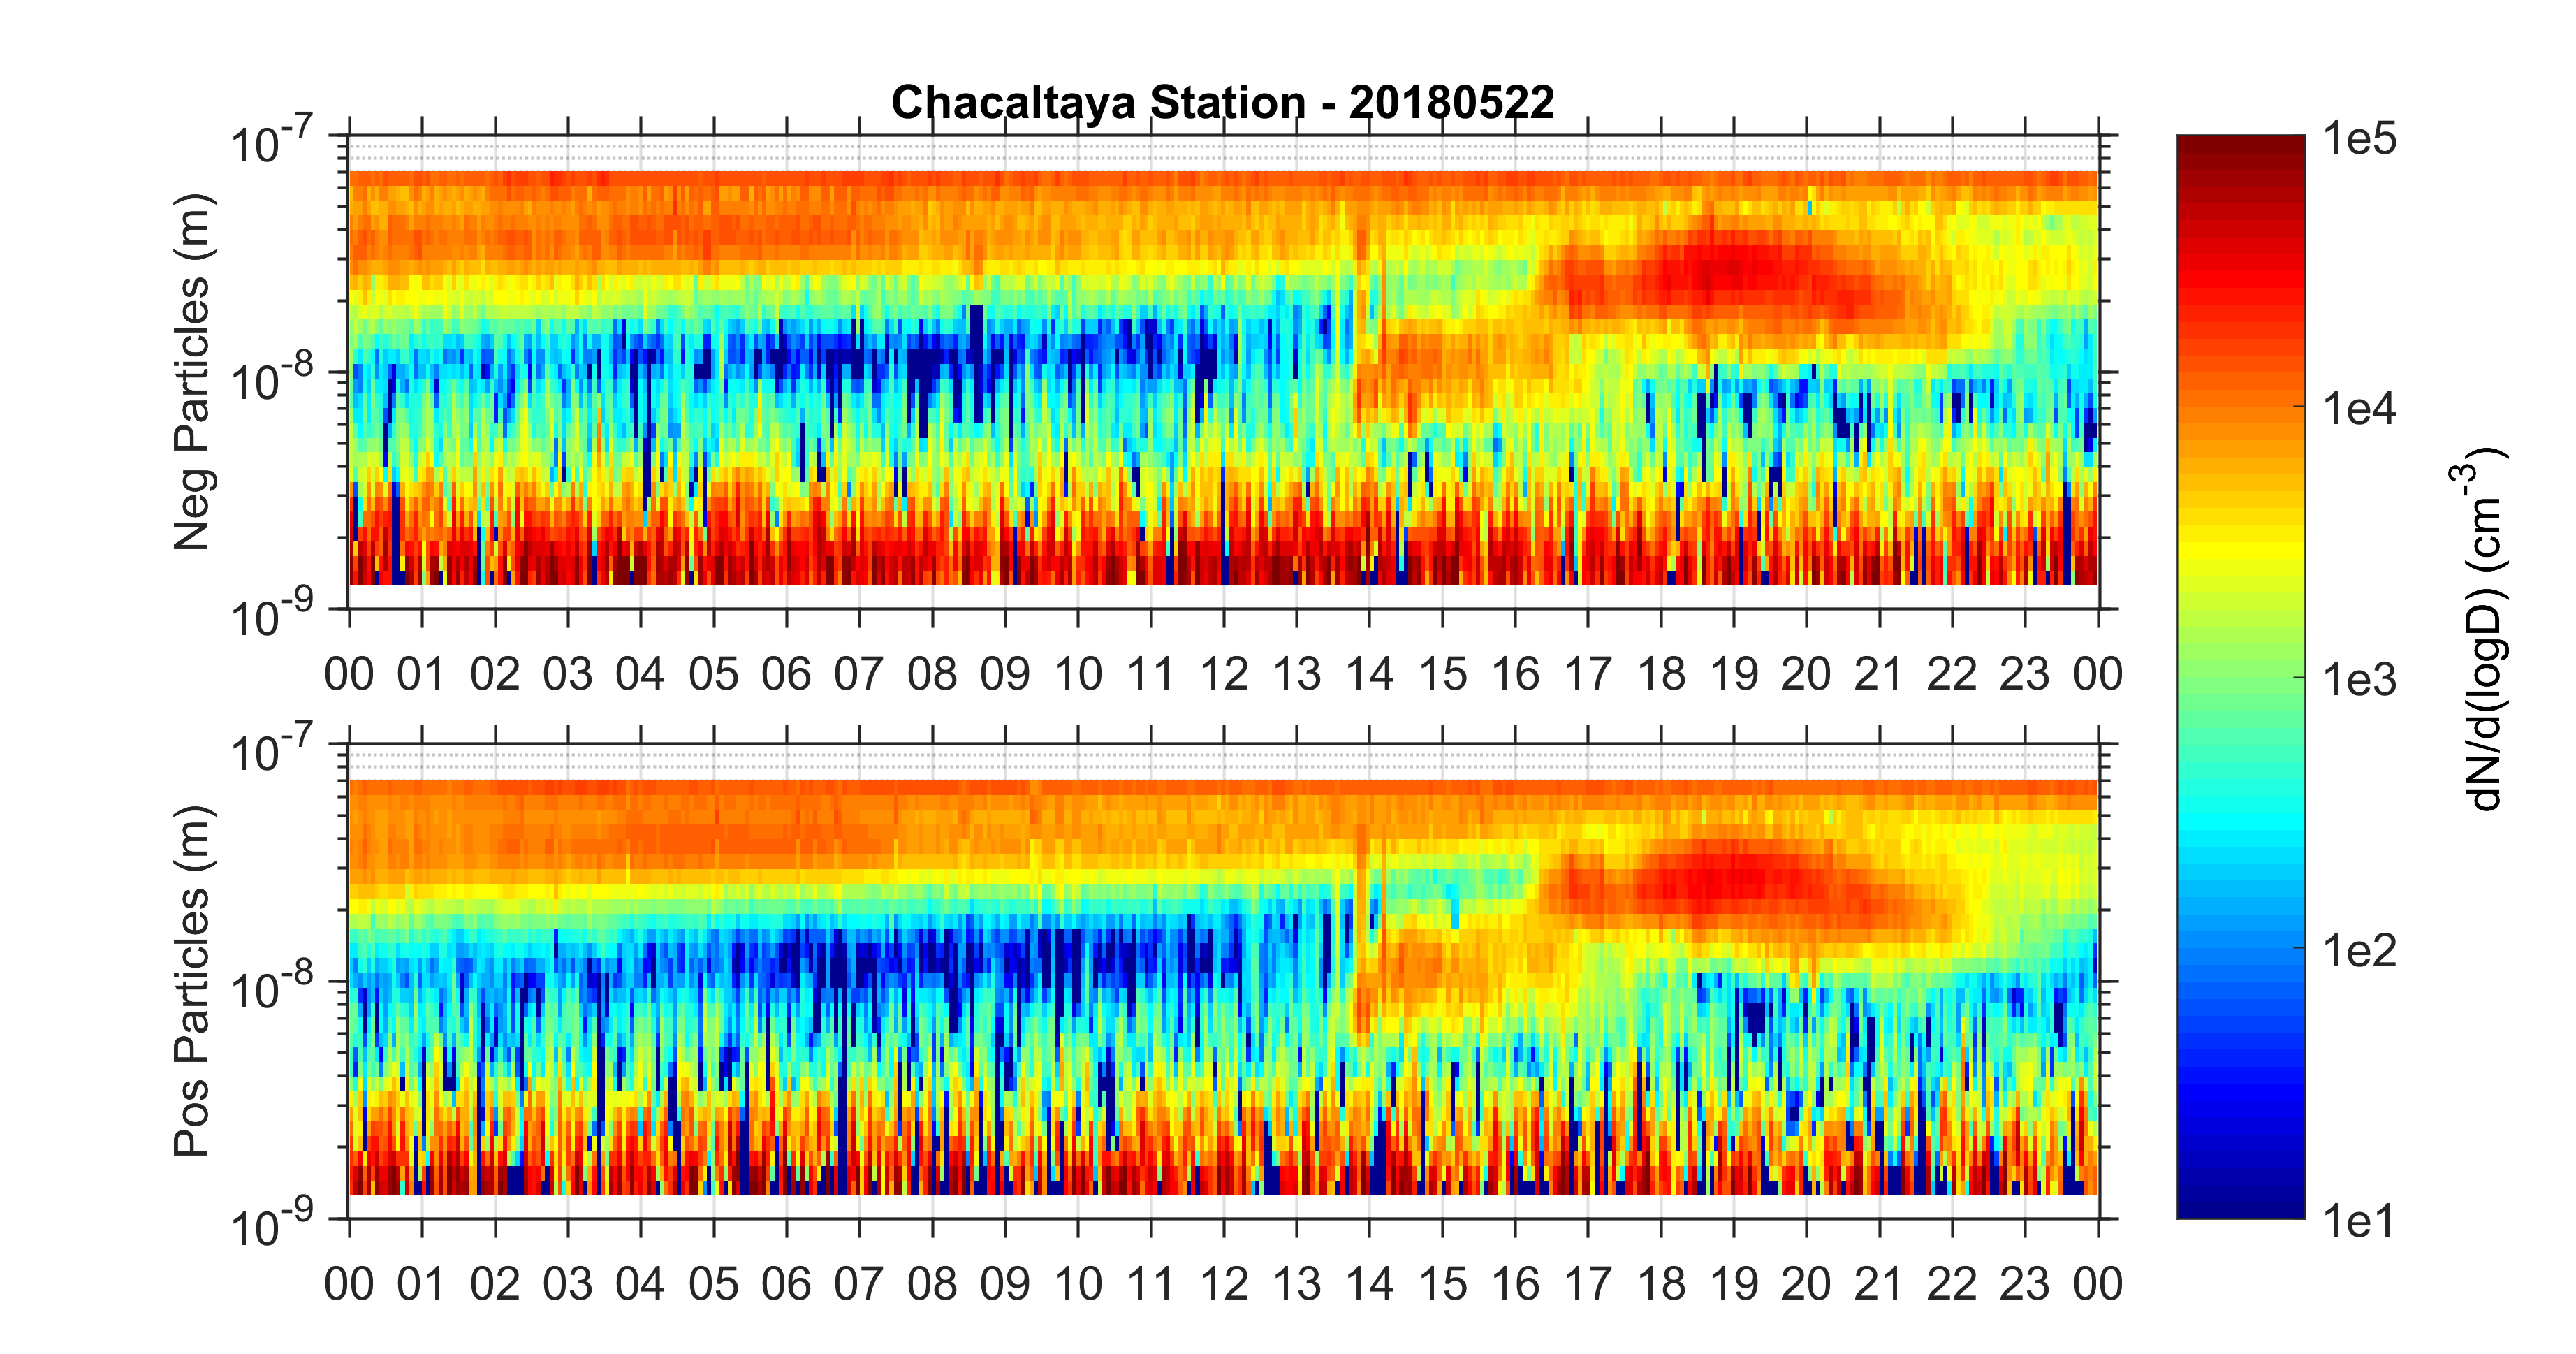 Chacaltaya Station - 20180522
Neg Particles (m)
10^-7
10^-8
10^-9
00 01 02 03 04 05 06 07 08 09 10 11 12 13 14 15 16 17 18 19 20 21 22 23 00
Pos Particles (m)
10^-7
10^-8
10^-9
00 01 02 03 04 05 06 07 08 09 10 11 12 13 14 15 16 17 18 19 20 21 22 23 00
1e5
1e4
1e3
1e2
1e1
dN/d(logD) (cm^-3)